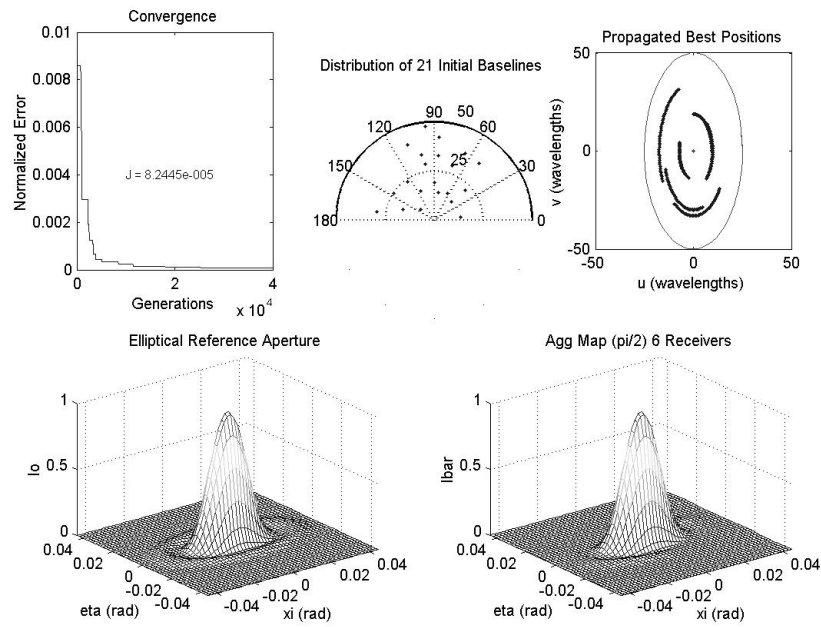 Convergence
0.01
0.008
0.006
0.004
0.002
0
Normalized Error
J = 8.2445e-005
0
2
4
Generations
x 10^4
Distribution of 21 Initial Baselines
90
50
120
60
150
25
30
180
0
Propagated Best Positions
50
0
-50
v (wavelengths)
-50
0
50
u (wavelengths)
Elliptical Reference Aperture
1
0.5
0
Io
0.04
0.02
0
-0.02
-0.04
eta (rad)
-0.04
-0.02
0
0.02
0.04
xi (rad)
Agg Map (pi/2) 6 Receivers
1
0.5
0
Ibar
0.04
0.02
0
-0.02
-0.04
eta (rad)
-0.04
-0.02
0
0.02
0.04
xi (rad)